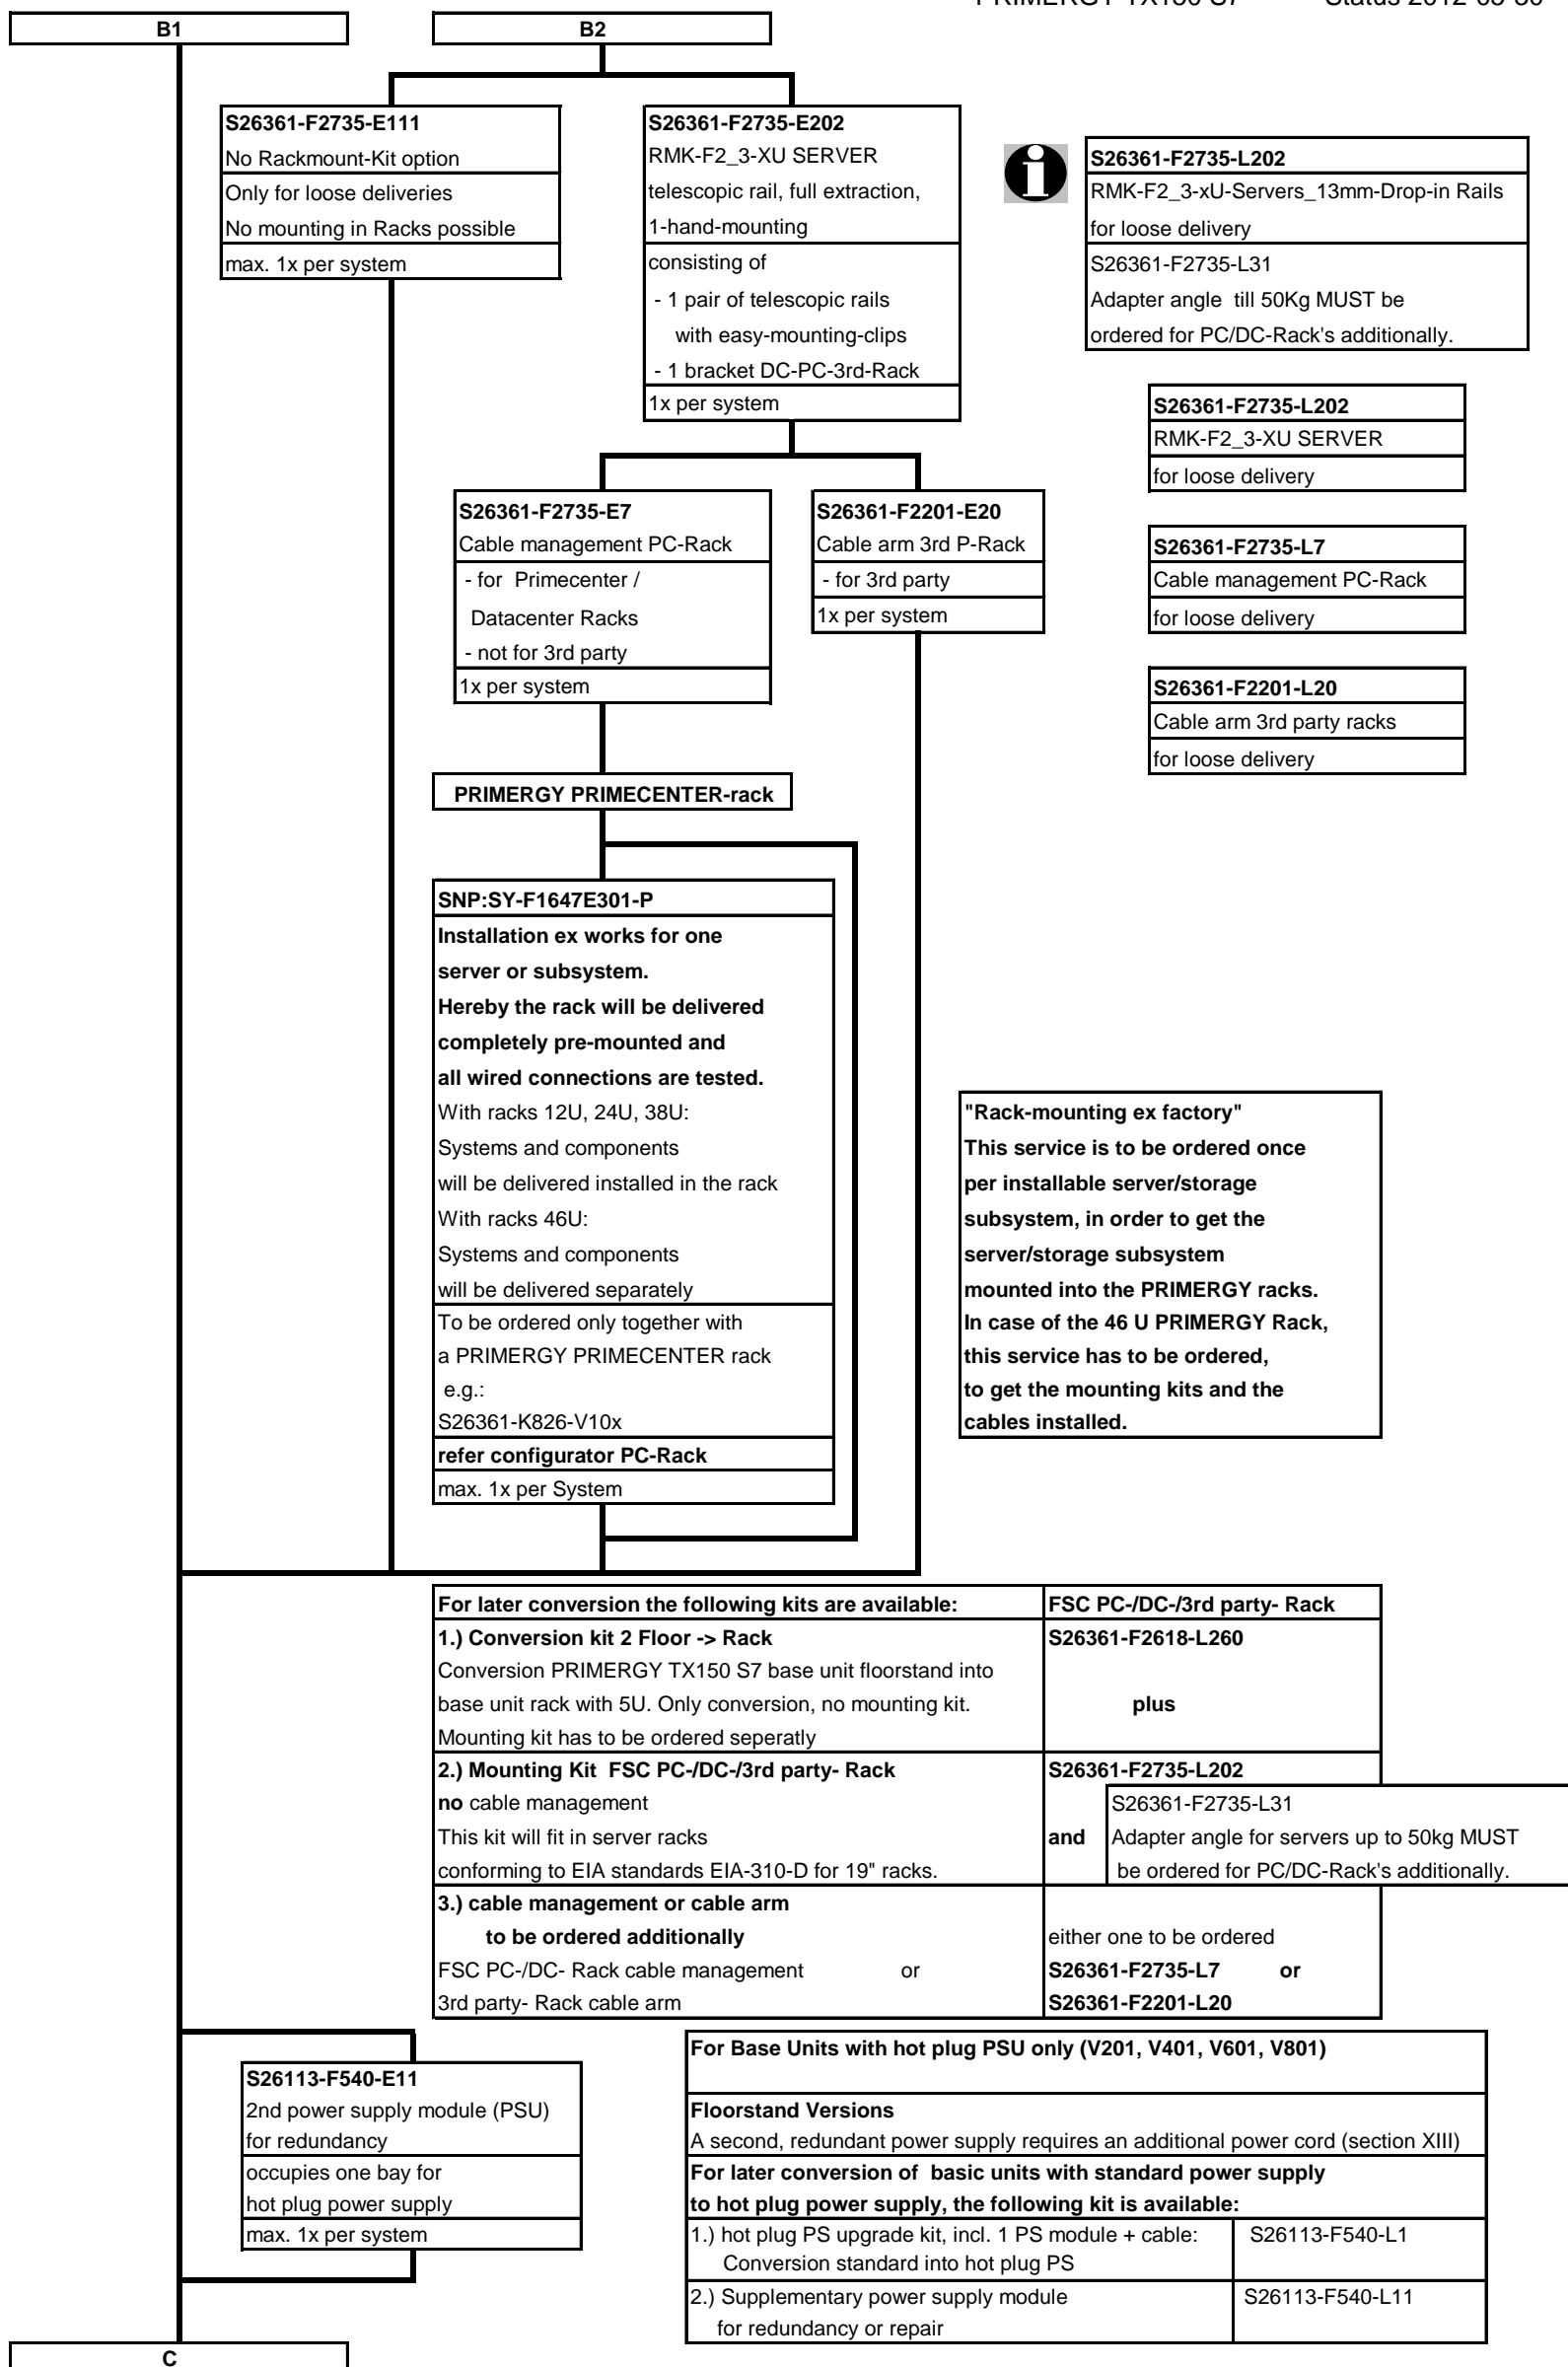 PRIMERGY TX150 S7 Status 2012-03-30
B1
B2
S26361-F2735-E111
No Rackmount-Kit option
Only for loose deliveries
No mounting in Racks possible
max. 1x per system
S26361-F2735-E202
RMK-F2_3-XU SERVER
telescopic rail, full extraction,
1-hand-mounting
consisting of
- 1 pair of telescopic rails
with easy-mounting-clips
- 1 bracket DC-PC-3rd-Rack
1x per system
i
S26361-F2735-L202
RMK-F2_3-xU-Servers_13mm-Drop-in Rails
for loose delivery
S26361-F2735-L31
Adapter angle till 50Kg MUST be
ordered for PC/DC-Rack's additionally.
S26361-F2735-L202
RMK-F2_3-XU SERVER
for loose delivery
S26361-F2735-E7
Cable management PC-Rack
- for Primecenter /
Datacenter Racks
- not for 3rd party
1x per system
S26361-F2201-E20
Cable arm 3rd P-Rack
- for 3rd party
1x per system
S26361-F2735-L7
Cable management PC-Rack
for loose delivery
S26361-F2201-L20
Cable arm 3rd party racks
for loose delivery
PRIMERGY PRIMECENTER-rack
SNP:SY-F1647E301-P
Installation ex works for one
server or subsystem.
Hereby the rack will be delivered
completely pre-mounted and
all wired connections are tested.
With racks 12U, 24U, 38U:
Systems and components
will be delivered installed in the rack
With racks 46U:
Systems and components
will be delivered separately
To be ordered only together with
a PRIMERGY PRIMECENTER rack
e.g.:
S26361-K826-V10x
refer configurator PC-Rack
max. 1x per System
"Rack-mounting ex factory"
This service is to be ordered once
per installable server/storage
subsystem, in order to get the
server/storage subsystem
mounted into the PRIMERGY racks.
In case of the 46 U PRIMERGY Rack,
this service has to be ordered,
to get the mounting kits and the
cables installed.
For later conversion the following kits are available: FSC PC-/DC-/3rd party- Rack
1.) Conversion kit 2 Floor -> Rack S26361-F2618-L260
Conversion PRIMERGY TX150 S7 base unit floorstand into
base unit rack with 5U. Only conversion, no mounting kit. plus
Mounting kit has to be ordered seperatly
2.) Mounting Kit FSC PC-/DC-/3rd party- Rack S26361-F2735-L202
no cable management S26361-F2735-L31
This kit will fit in server racks and Adapter angle for servers up to 50kg MUST
conforming to EIA standards EIA-310-D for 19" racks. be ordered for PC/DC-Rack's additionally.
3.) cable management or cable arm
to be ordered additionally either one to be ordered
FSC PC-/DC- Rack cable management or S26361-F2735-L7 or
3rd party- Rack cable arm S26361-F2201-L20
S26113-F540-E11
2nd power supply module (PSU)
for redundancy
occupies one bay for
hot plug power supply
max. 1x per system
For Base Units with hot plug PSU only (V201, V401, V601, V801)
Floorstand Versions
A second, redundant power supply requires an additional power cord (section XIII)
For later conversion of basic units with standard power supply
to hot plug power supply, the following kit is available:
1.) hot plug PS upgrade kit, incl. 1 PS module + cable: S26113-F540-L1
Conversion standard into hot plug PS
2.) Supplementary power supply module S26113-F540-L11
for redundancy or repair
C